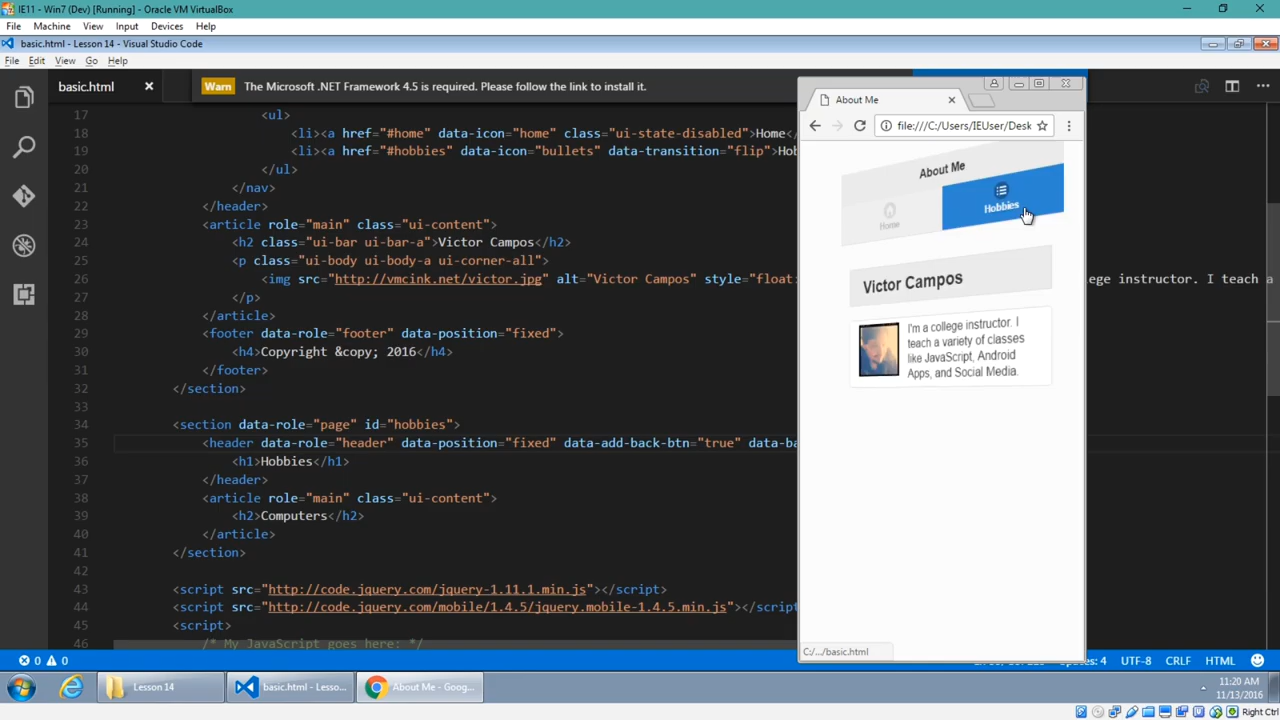 IE11 - Win7 (Dev) [Running] - Oracle VM VirtualBox
File Machine View Input Devices Help
basic.html - Lesson 14 - Visual Studio Code
File Edit View Go Help
basic.html
Warn The Microsoft .NET Framework 4.5 is required. Please follow the link to install it.
17 <ul>
18 <li><a href="#home" data-icon="home" class="ui-state-disabled">Home</
19 <li><a href="#hobbies" data-icon="bullets" data-transition="flip">Hob
20 </ul>
21 </nav>
22 </header>
23 <article role="main" class="ui-content">
24 <h2 class="ui-bar ui-bar-a">Victor Campos</h2>
25 <p class="ui-body ui-body-a ui-corner-all">
26 <img src="http://vmcink.net/victor.jpg" alt="Victor Campos" style="float: ege instructor. I teach a
27 </p>
28 </article>
29 <footer data-role="footer" data-position="fixed">
30 <h4>Copyright &copy; 2016</h4>
31 </footer>
32 </section>
33
34 <section data-role="page" id="hobbies">
35 <header data-role="header" data-position="fixed" data-add-back-btn="true" data-ba
36 <h1>Hobbies</h1>
37 </header>
38 <article role="main" class="ui-content">
39 <h2>Computers</h2>
40 </article>
41 </section>
42
43 <script src="http://code.jquery.com/jquery-1.11.1.min.js"></script>
44 <script src="http://code.jquery.com/mobile/1.4.5/jquery.mobile-1.4.5.min.js"></script
45 <script>
46 /* My JavaScript goes here: */
About Me
file:///C:/Users/IEUser/Desk
About Me
Home
Hobbies
Victor Campos
I'm a college instructor. I
teach a variety of classes
like JavaScript, Android
Apps, and Social Media.
C:/.../basic.html
0 0
Spaces: 4 UTF-8 CRLF HTML
Lesson 14
basic.html - Lesso...
About Me - Goog...
11:20 AM
11/13/2016
Right Ctrl